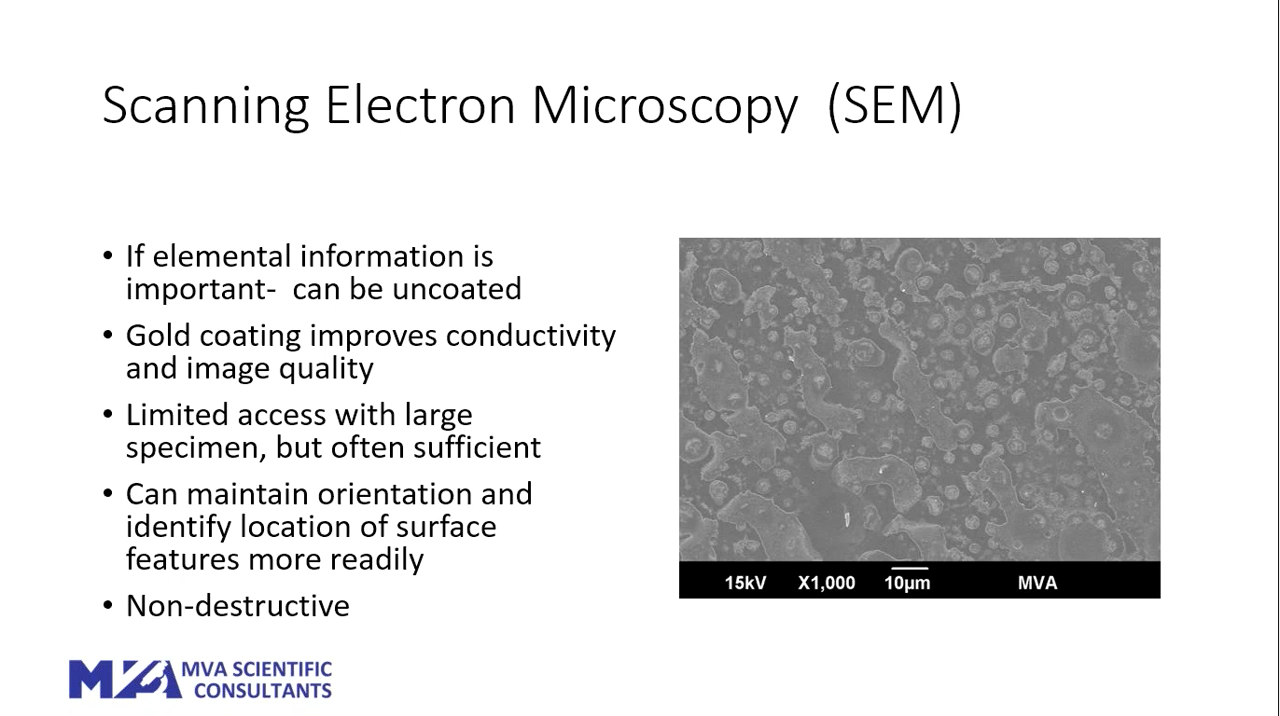 Scanning Electron Microscopy (SEM)
• If elemental information is
important- can be uncoated
• Gold coating improves conductivity
and image quality
• Limited access with large
specimen, but often sufficient
• Can maintain orientation and
identify location of surface
features more readily
• Non-destructive
15kV X1,000 10µm MVA
MVA MVA SCIENTIFIC
CONSULTANTS